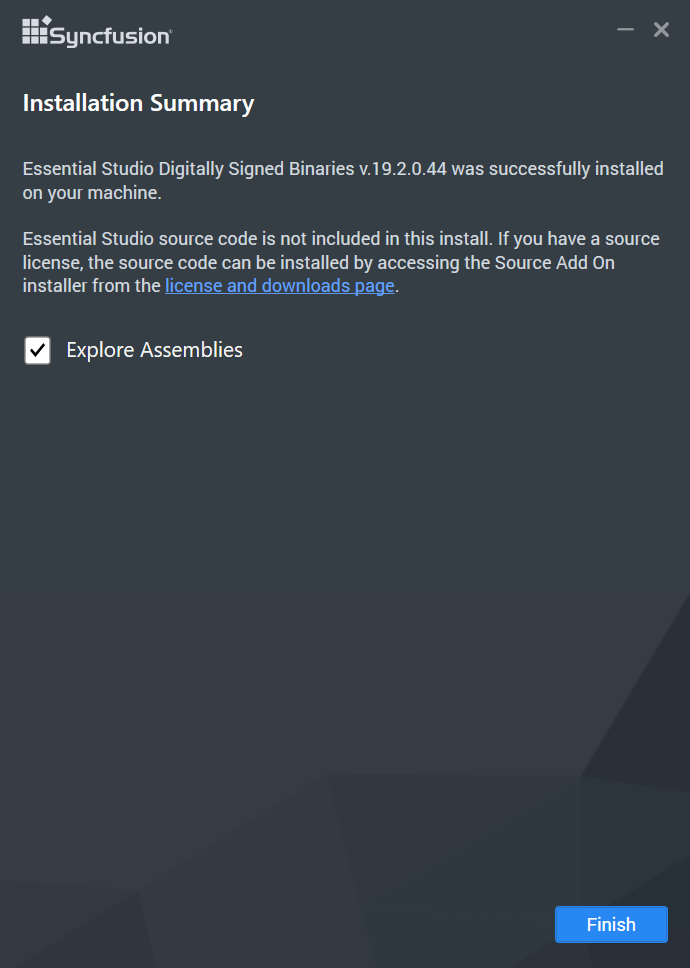 Syncfusion®
Installation Summary
Essential Studio Digitally Signed Binaries v.19.2.0.44 was successfully installed
on your machine.
Essential Studio source code is not included in this install. If you have a source
license, the source code can be installed by accessing the Source Add On
installer from the license and downloads page.
Explore Assemblies
Finish